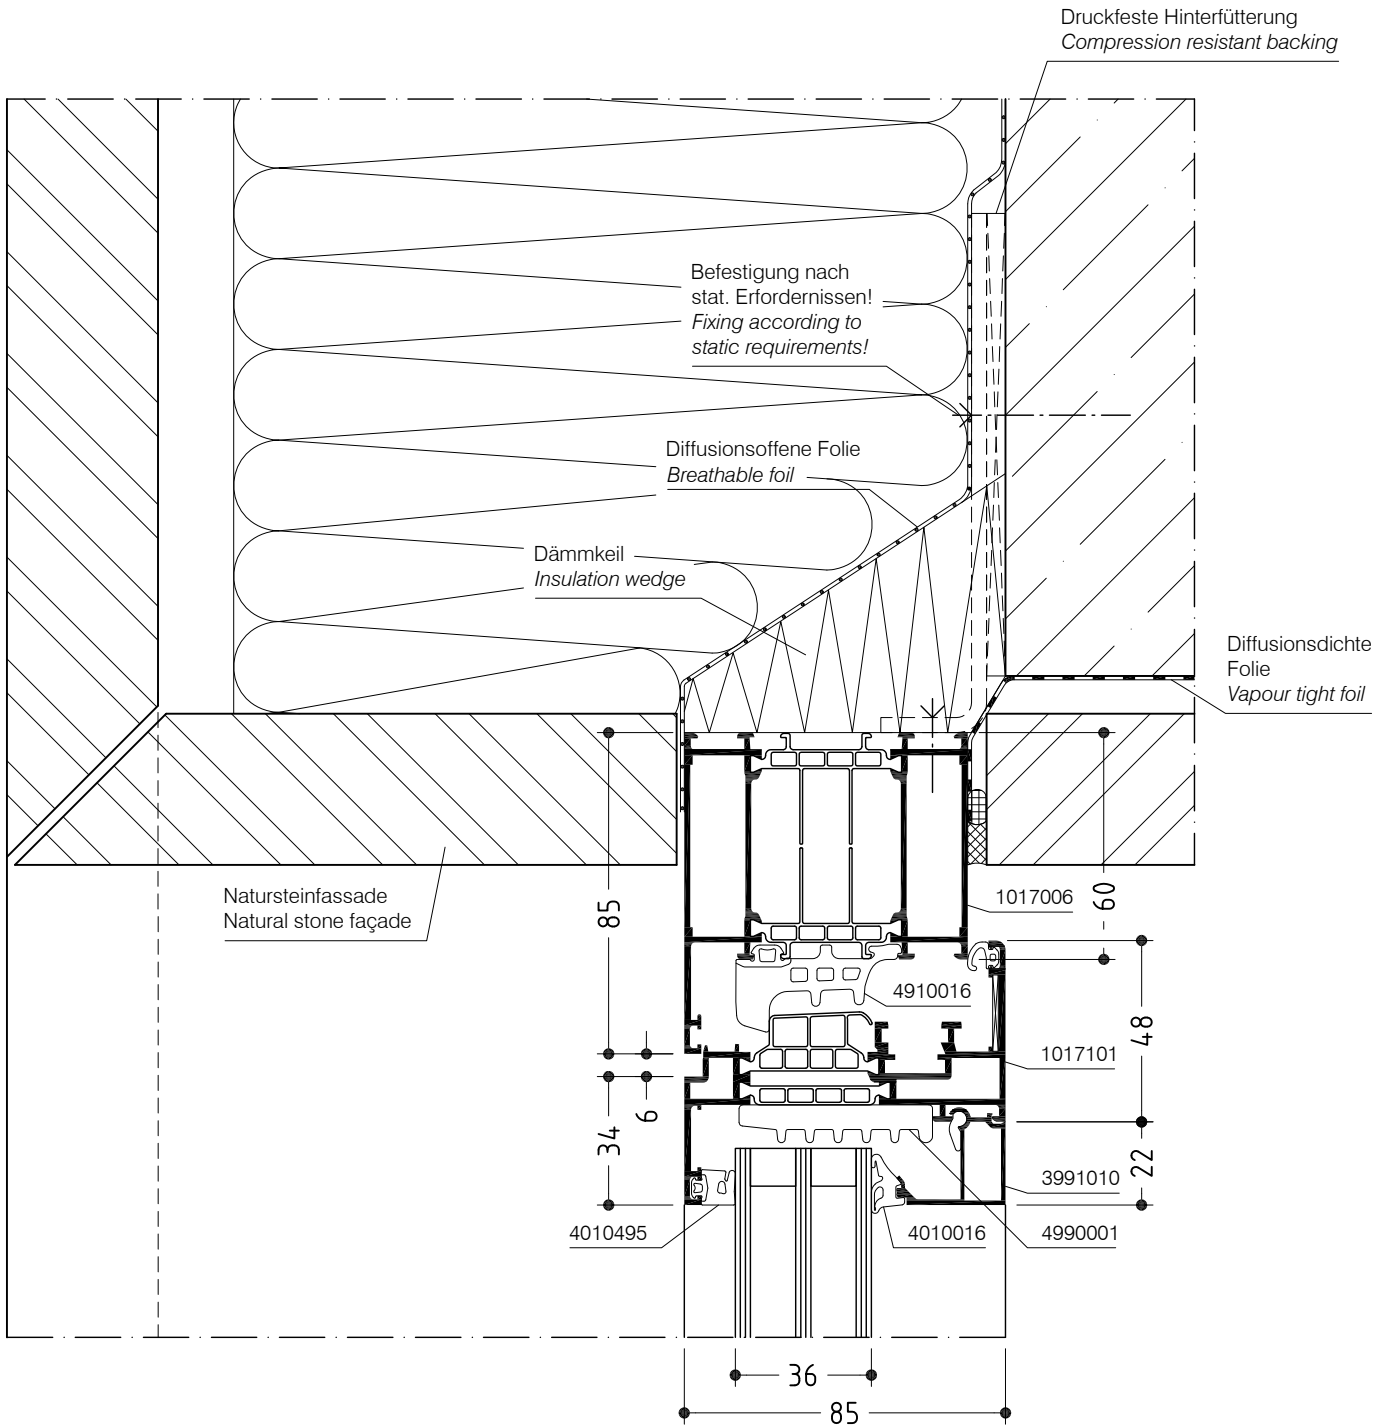 Druckfeste Hinterfütterung
Compression resistant backing
Befestigung nach
stat. Erfordernissen!
Fixing according to
static requirements!
Diffusionsoffene Folie
Breathable foil
Dämmkeil
Insulation wedge
Diffusionsdichte
Folie
Vapour tight foil
Natursteinfassade
Natural stone façade
85
1017006
60
4910016
48
1017101
6
34
22
3991010
4010495
4010016
4990001
36
85